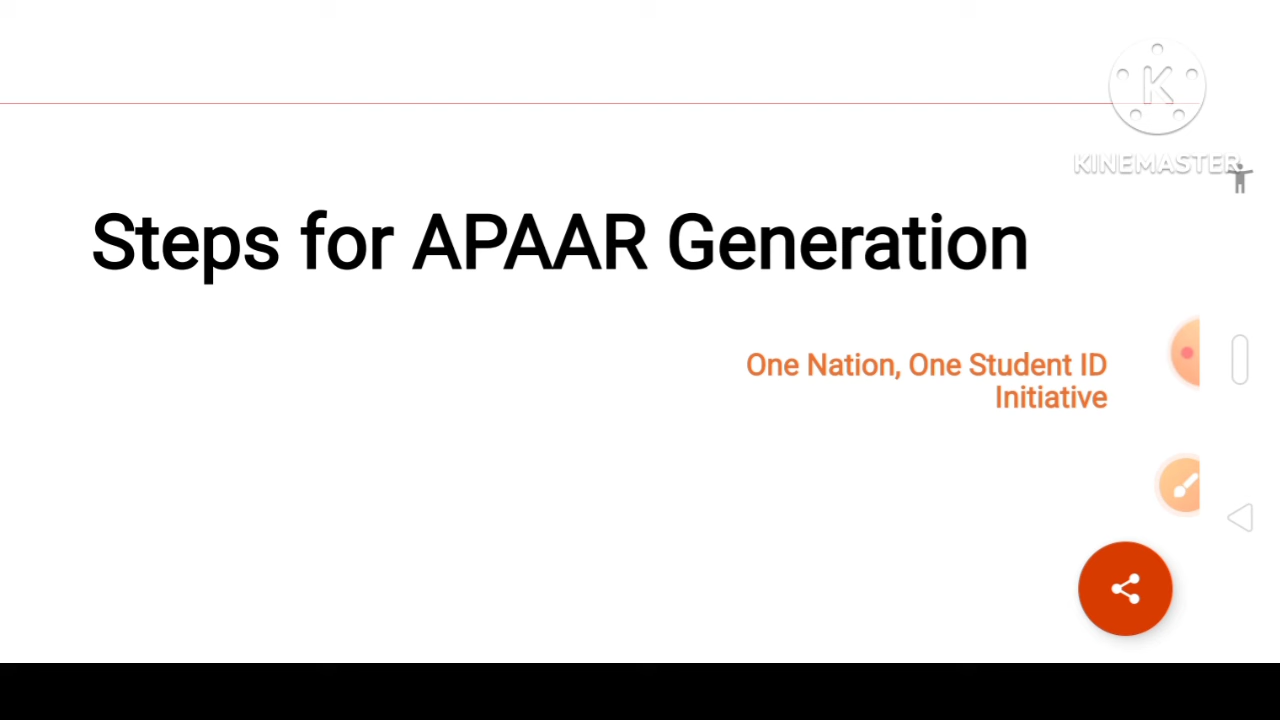 K
KINEMASTER
Steps for APAAR Generation
One Nation, One Student ID
Initiative